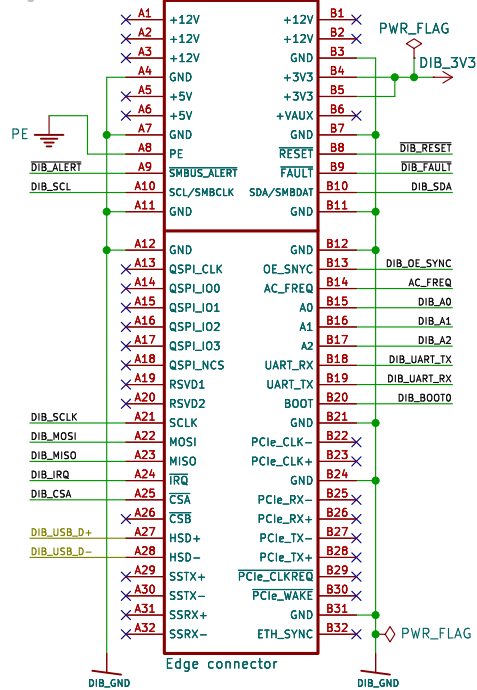 A1 +12V +12V B1
PWR_FLAG
A2 +12V +12V B2
A3 +12V GND B3
DIB_3V3
A4 GND +3V3 B4
A5 +5V +3V3 B5
A6 +5V +VAUX B6
PE
A7 GND GND B7
A8 PE RESET B8 DIB_RESET
DIB_ALERT A9 SMBUS_ALERT FAULT B9 DIB_FAULT
DIB_SCL A10 SCL/SMBCLK SDA/SMBDAT B10 DIB_SDA
A11 GND GND B11
A12 GND GND B12
A13 QSPI_CLK OE_SNYC B13 DIB_OE_SYNC
A14 QSPI_IO0 AC_FREQ B14 AC_FREQ
A15 QSPI_IO1 A0 B15 DIB_A0
A16 QSPI_IO2 A1 B16 DIB_A1
A17 QSPI_IO3 A2 B17 DIB_A2
A18 QSPI_NCS UART_RX B18 DIB_UART_TX
A19 RSVD1 UART_TX B19 DIB_UART_RX
A20 RSVD2 BOOT B20 DIB_BOOT0
DIB_SCLK A21 SCLK GND B21
DIB_MOSI A22 MOSI PCIe_CLK- B22
DIB_MISO A23 MISO PCIe_CLK+ B23
DIB_IRQ A24 IRQ GND B24
DIB_CSA A25 CSA PCIe_RX- B25
A26 CSB PCIe_RX+ B26
DIB_USB_D+ A27 HSD+ PCIe_TX- B27
DIB_USB_D- A28 HSD- PCIe_TX+ B28
A29 SSTX+ PCIe_CLKREQ B29
A30 SSTX- PCIe_WAKE B30
A31 SSRX+ GND B31
A32 SSRX- ETH_SYNC B32 PWR_FLAG
Edge connector
DIB_GND DIB_GND